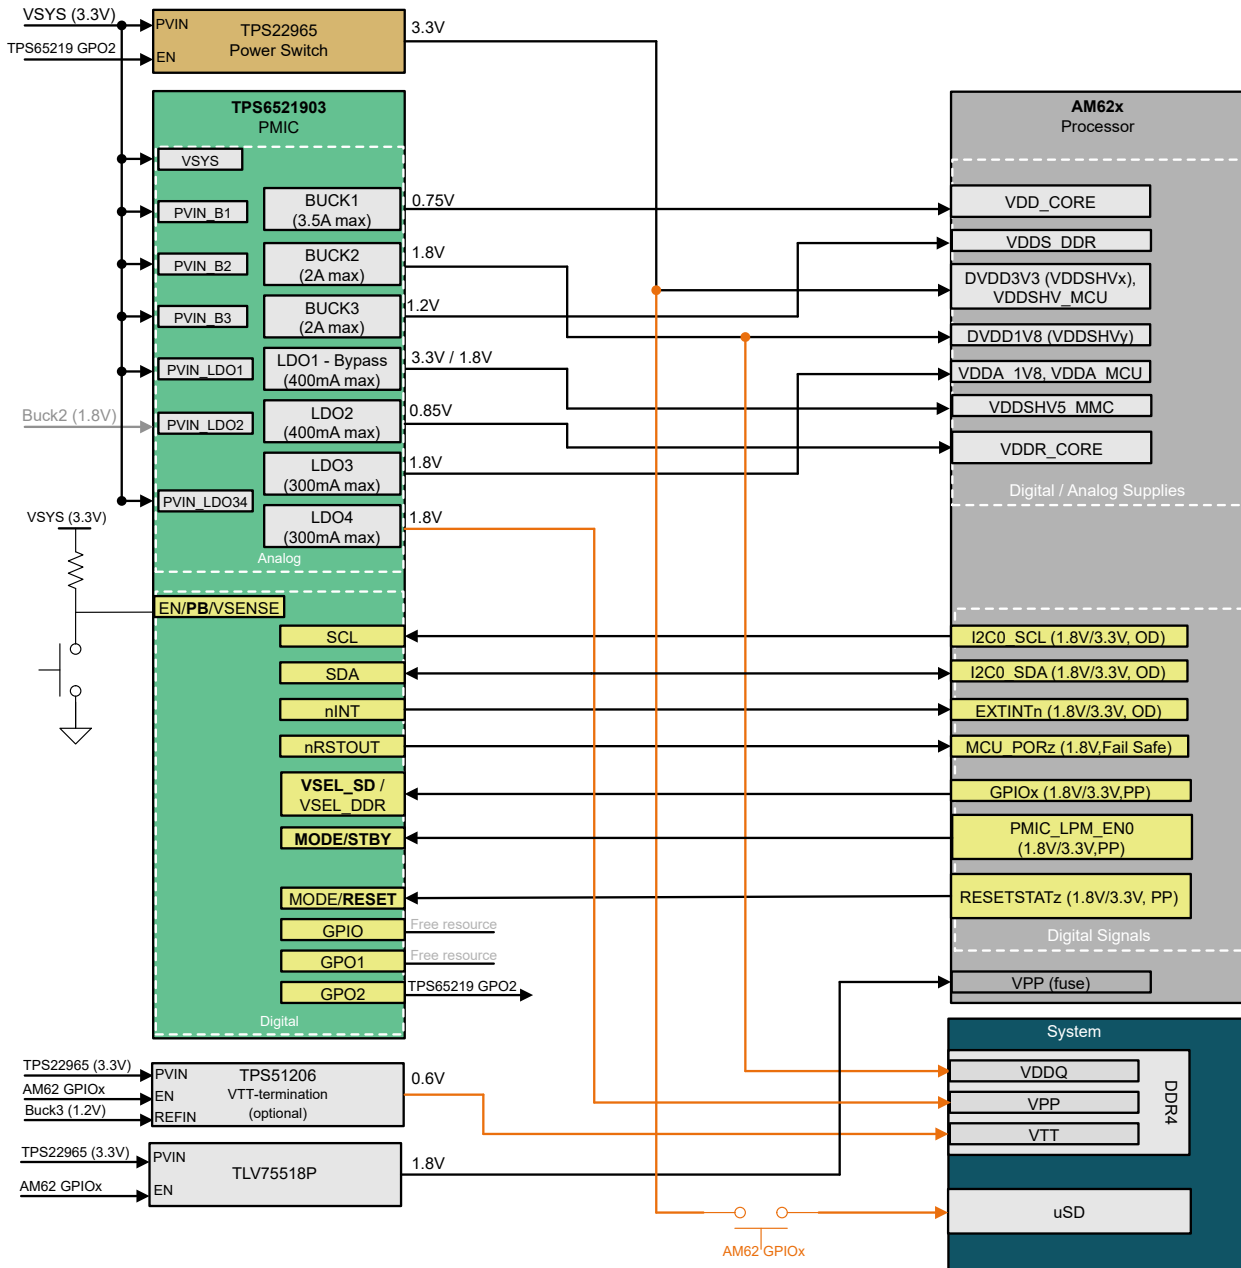 VSYS (3.3V)
TPS65219 GPO2
PVIN
EN
TPS22965
Power Switch
3.3V
TPS6521903
PMIC
VSYS
PVIN_B1
PVIN_B2
PVIN_B3
PVIN_LDO1
Buck2 (1.8V)
PVIN_LDO2
PVIN_LDO34
BUCK1
(3.5A max)
0.75V
BUCK2
(2A max)
1.8V
BUCK3
(2A max)
1.2V
LDO1 - Bypass
(400mA max)
3.3V / 1.8V
LDO2
(400mA max)
0.85V
LDO3
(300mA max)
1.8V
LDO4
(300mA max)
1.8V
Analog
VSYS (3.3V)
EN/PB/VSENSE
SCL
SDA
nINT
nRSTOUT
VSEL_SD /
VSEL_DDR
MODE/STBY
MODE/RESET
GPIO
Free resource
GPO1
Free resource
GPO2
TPS65219 GPO2
Digital
AM62x
Processor
VDD_CORE
VDDS_DDR
DVDD3V3 (VDDSHVx),
VDDSHV_MCU
DVDD1V8 (VDDSHVy)
VDDA_1V8, VDDA_MCU
VDDSHV5_MMC
VDDR_CORE
Digital / Analog Supplies
I2C0_SCL (1.8V/3.3V, OD)
I2C0_SDA (1.8V/3.3V, OD)
EXTINTn (1.8V/3.3V, OD)
MCU_PORz (1.8V,Fail Safe)
GPIOx (1.8V/3.3V,PP)
PMIC_LPM_EN0
(1.8V/3.3V,PP)
RESETSTATz (1.8V/3.3V, PP)
Digital Signals
VPP (fuse)
TPS22965 (3.3V)
AM62 GPIOx
Buck3 (1.2V)
PVIN
EN
REFIN
TPS51206
VTT-termination
(optional)
0.6V
TPS22965 (3.3V)
AM62 GPIOx
PVIN
EN
TLV75518P
1.8V
System
VDDQ
VPP
VTT
DDR4
uSD
AM62 GPIOx